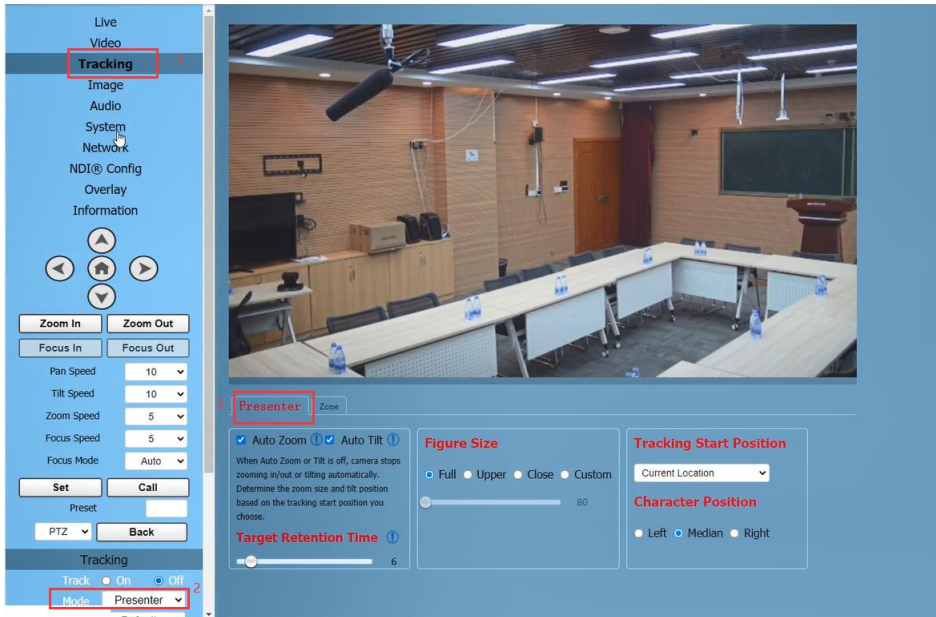 Live
Video
Tracking 1
Image
Audio
System
Network
NDI® Config
Overlay
Information
Zoom In Zoom Out
Focus In Focus Out
Pan Speed 10
Tilt Speed 10
Zoom Speed 5
Focus Speed 5
Focus Mode Auto
Set Call
Preset
PTZ Back
Tracking
Track On Off
2
Mode Presenter
3 Presenter Zone
Auto Zoom Auto Tilt
When Auto Zoom or Tilt is off, camera stops
zooming in/out or tilting automatically.
Determine the zoom size and tilt position
based on the tracking start position you
choose.
Target Retention Time
6
Figure Size
Full Upper Close Custom
80
Tracking Start Position
Current Location
Character Position
Left Median Right